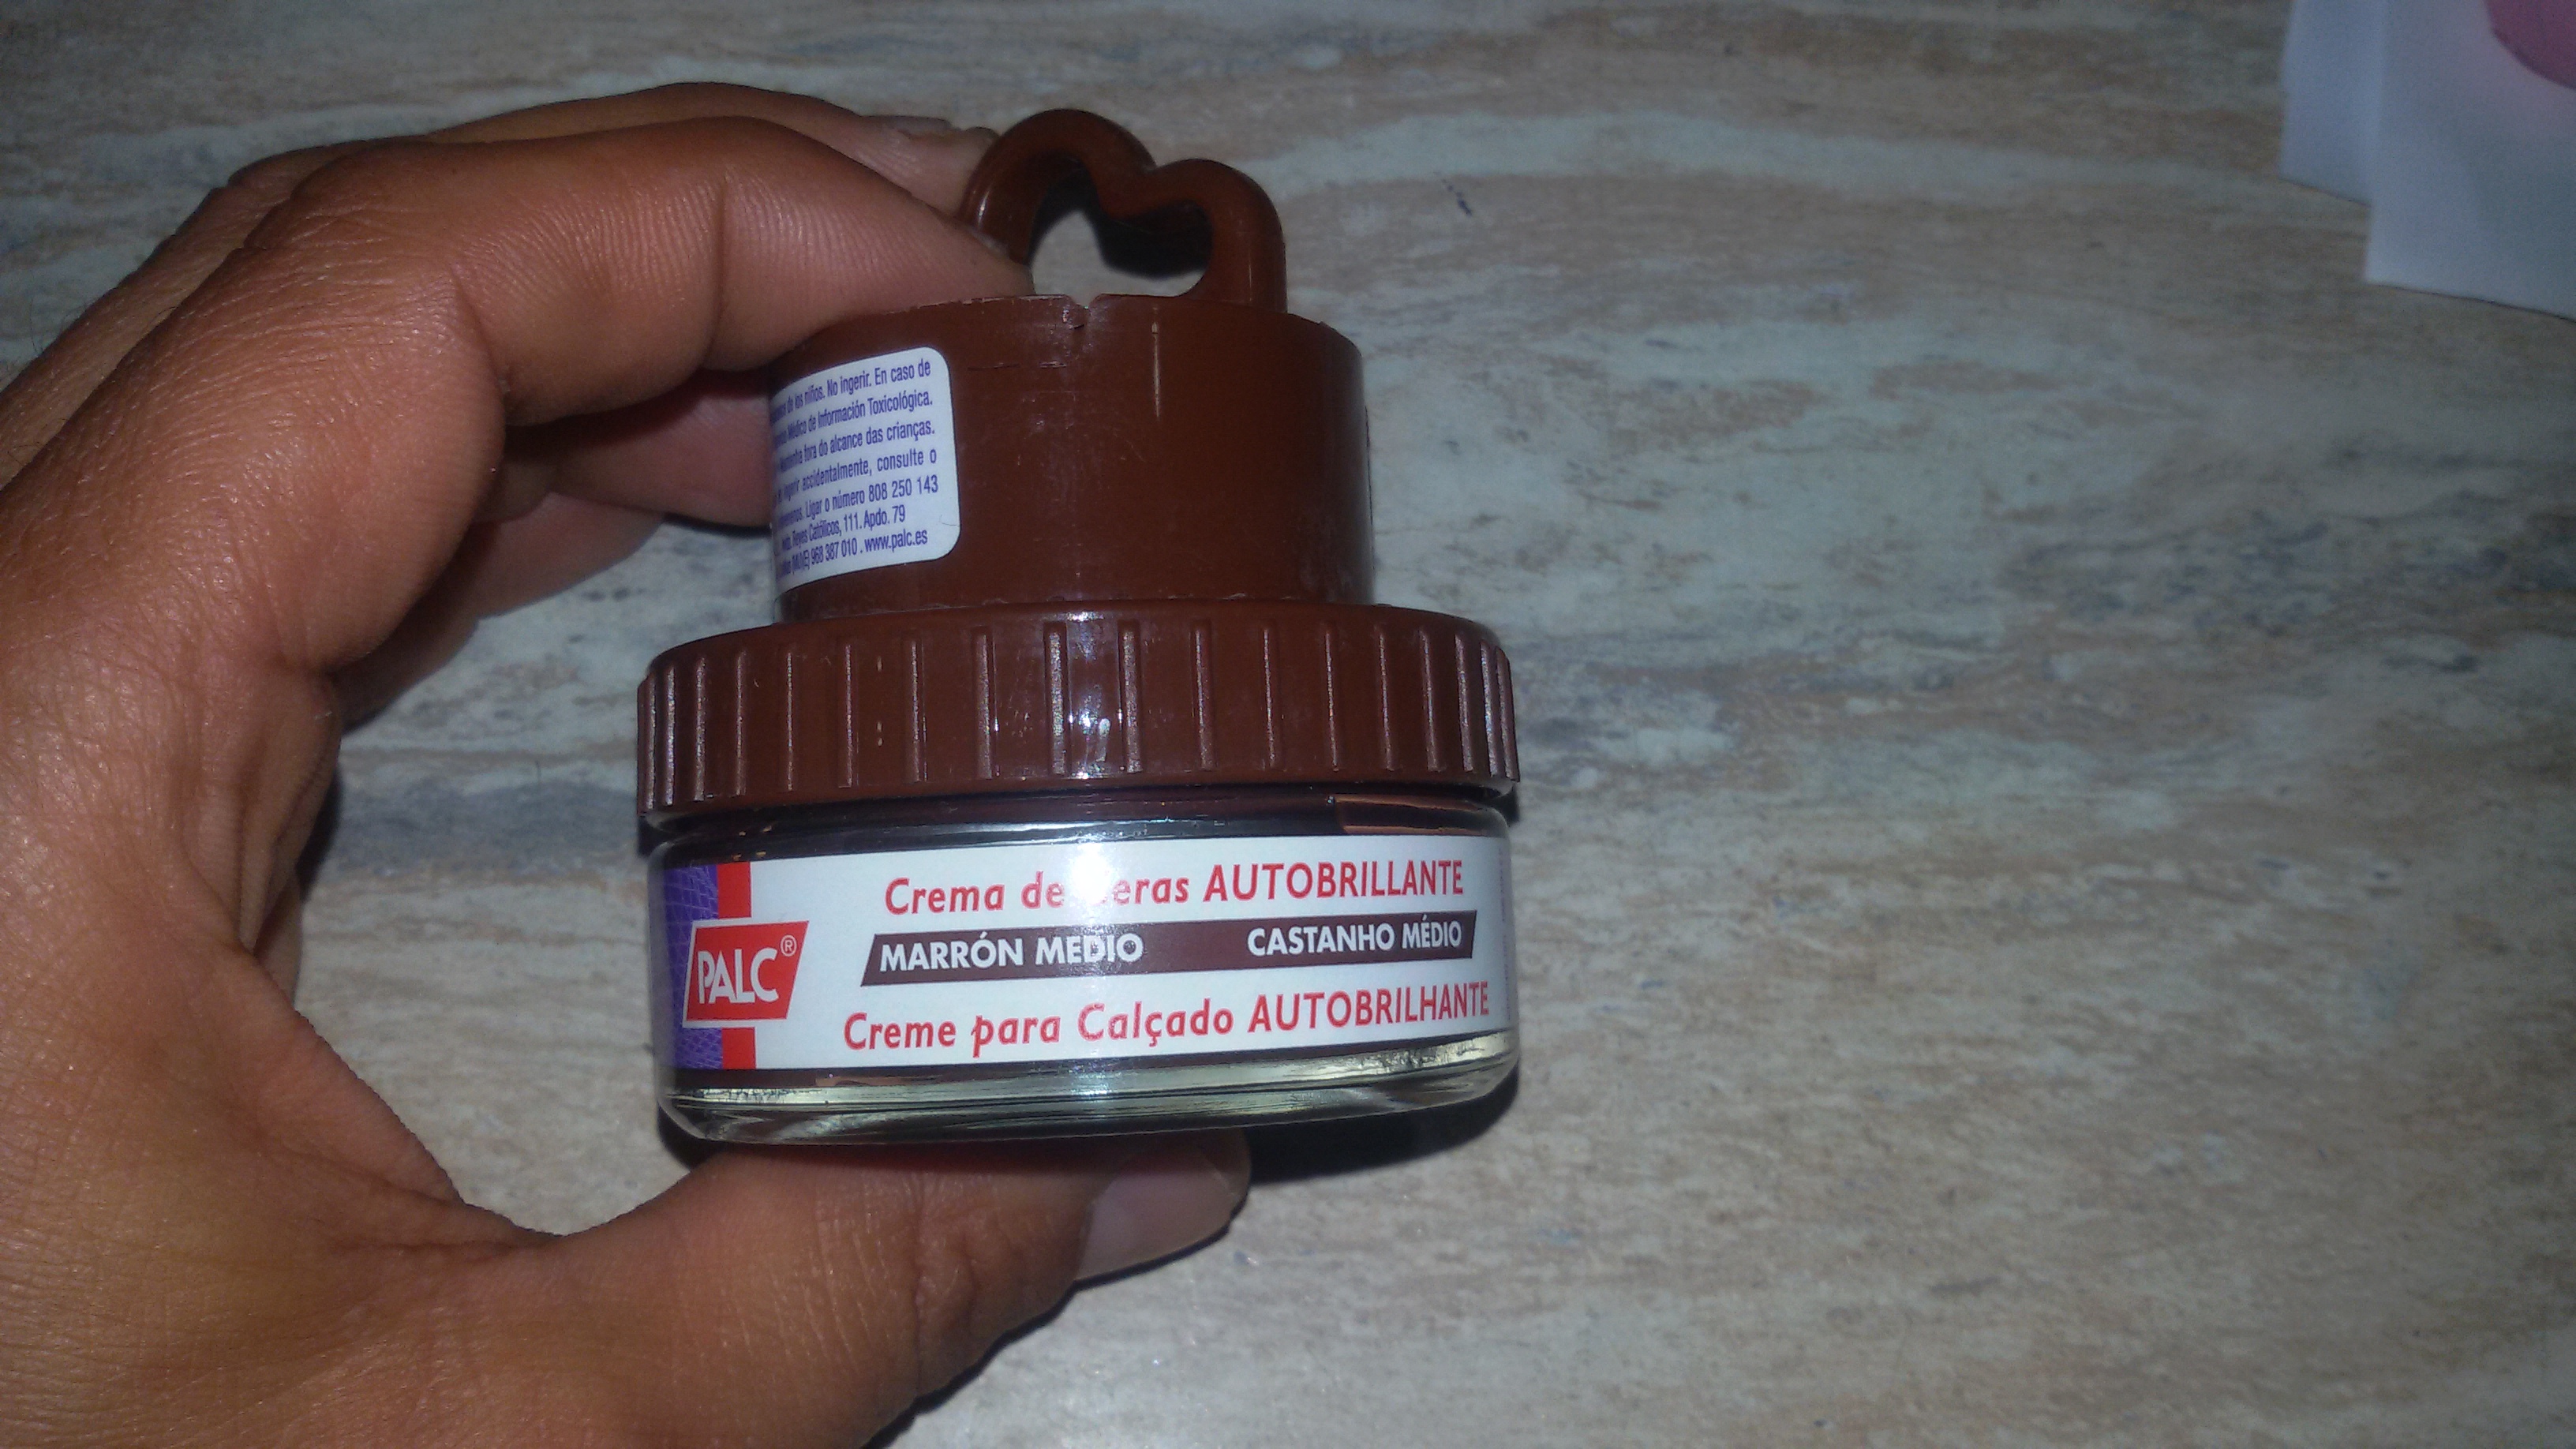 de los niños. No ingerir. En caso de
Médico de Información Toxicológica.
fora do alcance das crianças.
ingerir accidentalmente, consulte o
Ligar o número 808 250 143
Reyes Católicos, 111. Apdo. 79
968 387 010 . www.palc.es
Crema de eras AUTOBRILLANTE
PALC®
MARRÓN MEDIO CASTANHO MÉDIO
Creme para Calçado AUTOBRILHANTE